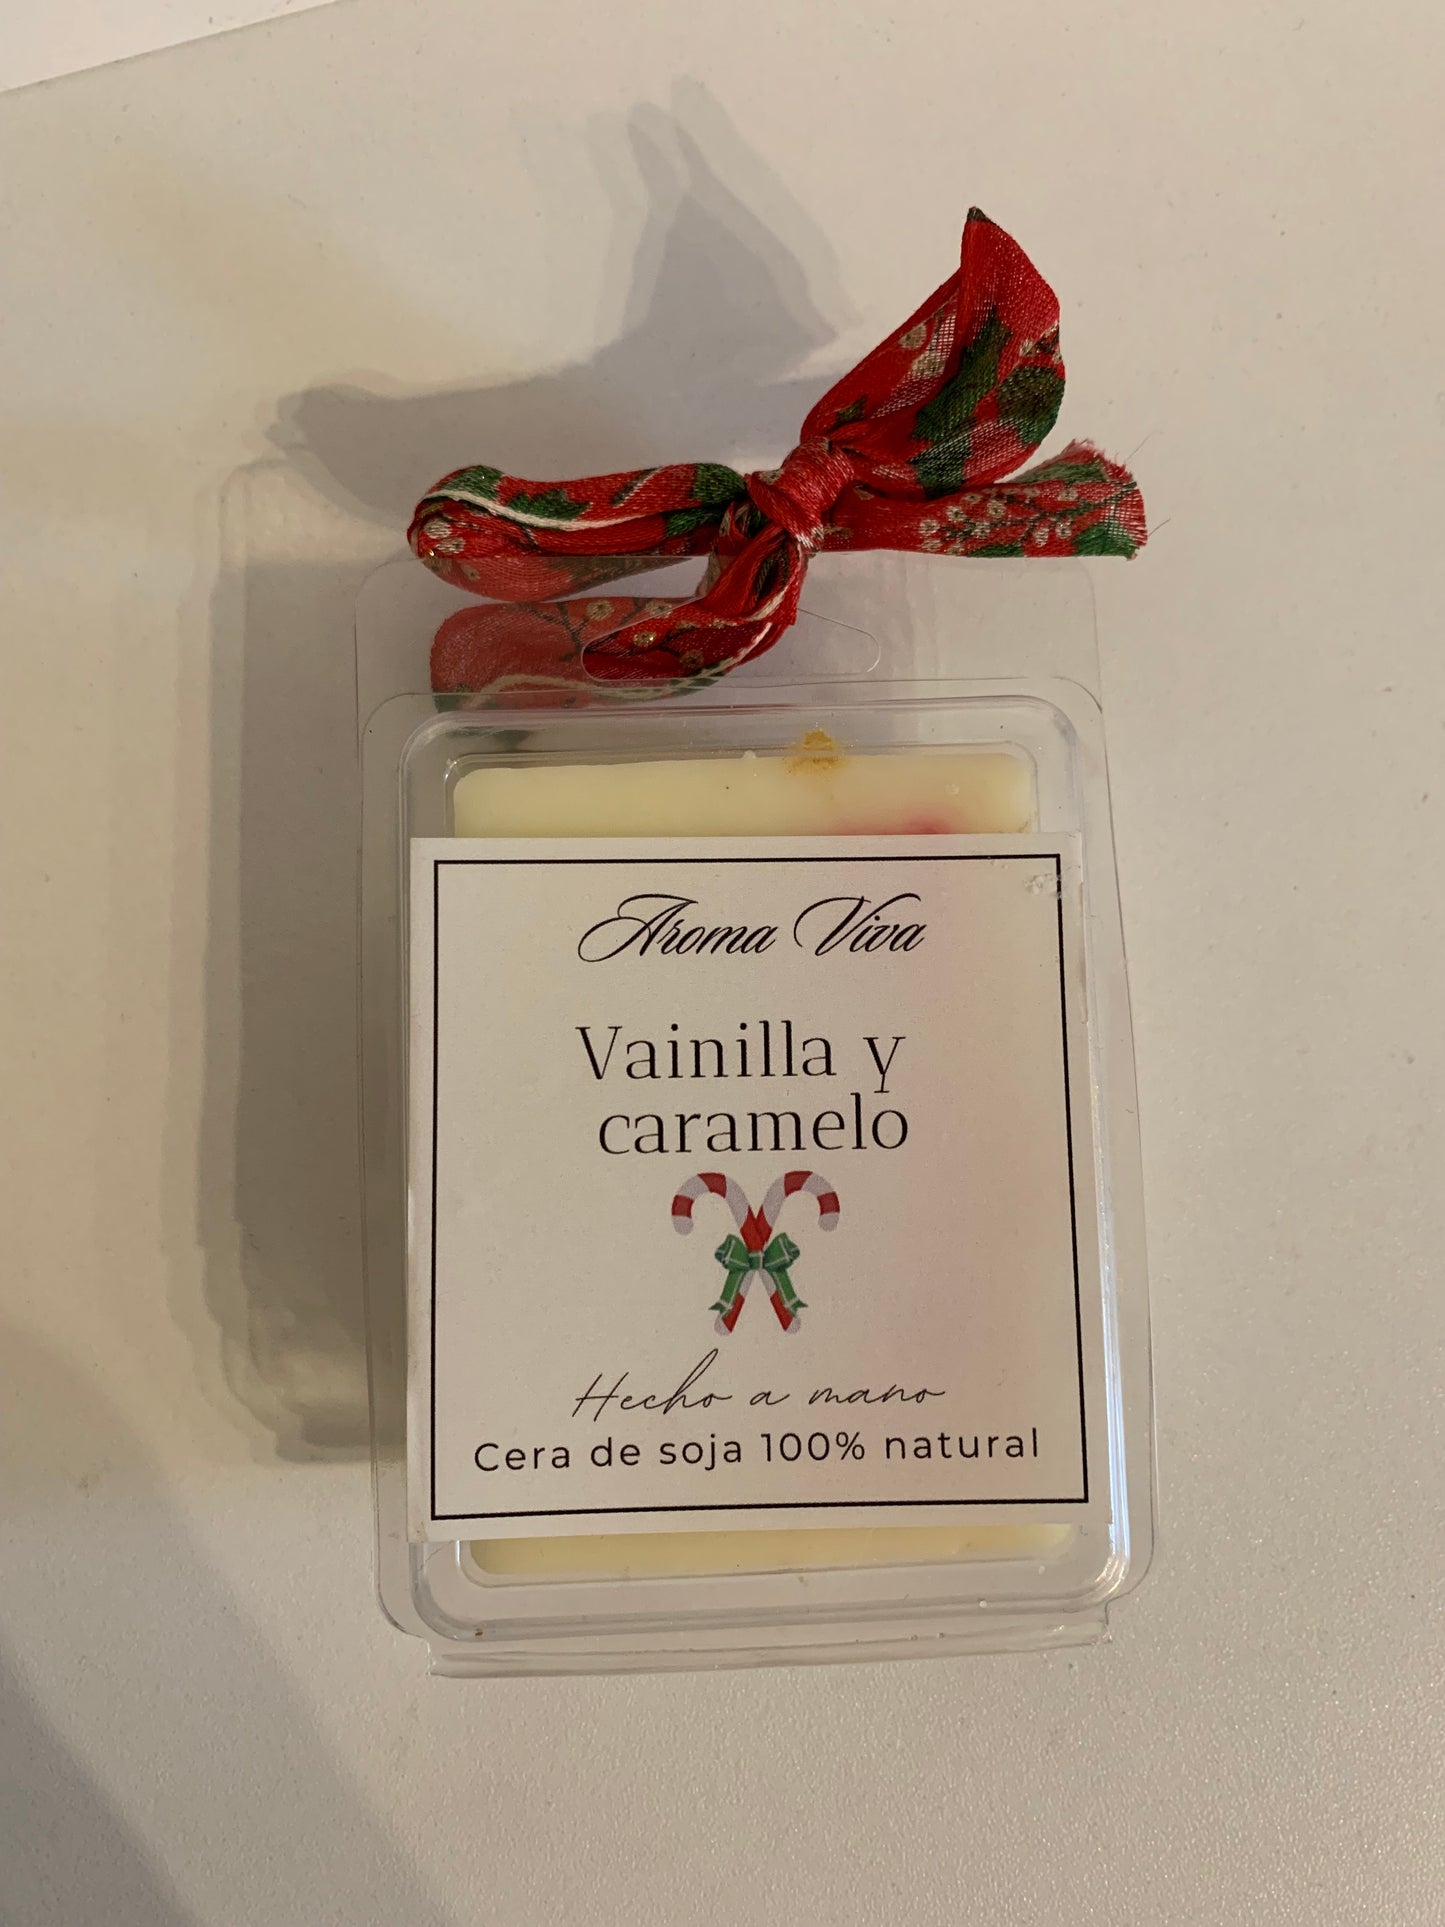 Aroma Viva
Vainilla y
caramelo
Hecho a mano
Cera de soja 100% natural